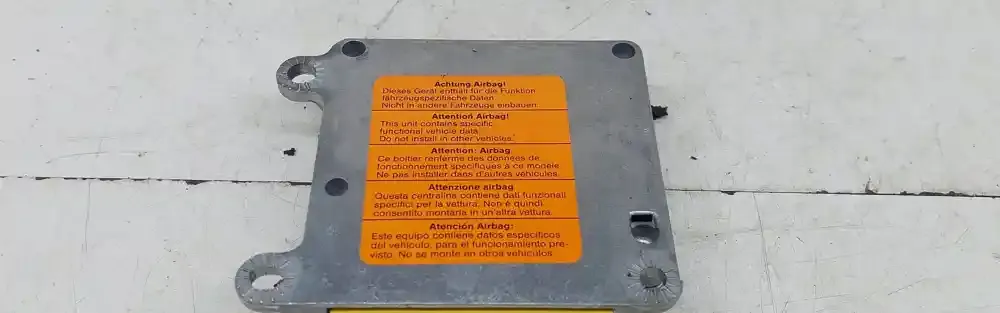 Achtung Airbag!
Dieses Gerät enthält für die Funktion
fahrzeugspezifische Daten.
Nicht in andere Fahrzeuge einbauen.
Attention Airbag!
This unit contains specific
functional vehicle data.
Do not install in other vehicles.
Attention: Airbag
Ce boîtier renferme des données de
fonctionnement spécifiques à ce modèle.
Ne pas installer dans d'autres véhicules.
Attenzione airbag
Questa centralina contiene dati funzionali
specifici per la vettura. Non è quindi
consentito montarla in un'altra vettura.
Atención Airbag:
Este equipo contiene datos específicos
del vehículo, para el funcionamiento pre-
visto. No se monte en otros vehículos.